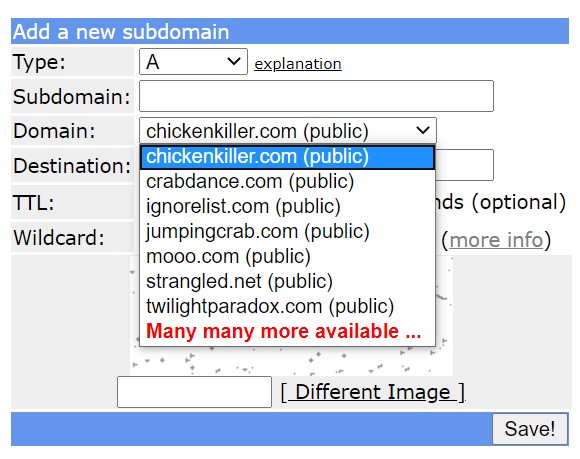 Add a new subdomain
Type: A explanation
Subdomain:
Domain: chickenkiller.com (public)
chickenkiller.com (public)
Destination:
crabdance.com (public)
ignorelist.com (public)
TTL: nds (optional)
jumpingcrab.com (public)
Wildcard: (more info)
mooo.com (public)
strangled.net (public)
twilightparadox.com (public)
Many many more available ...
[ Different Image ]
Save!